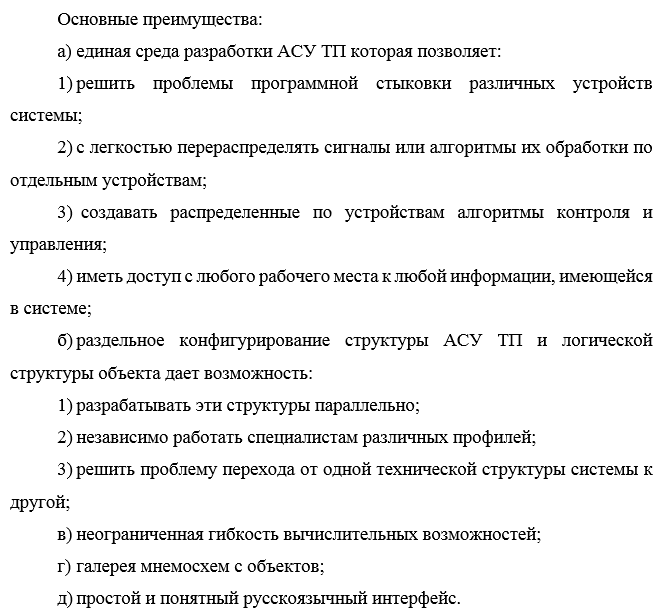 Основные преимущества:
а) единая среда разработки АСУ ТП которая позволяет:
1) решить проблемы программной стыковки различных устройств
системы;
2) с легкостью перераспределять сигналы или алгоритмы их обработки по
отдельным устройствам;
3) создавать распределенные по устройствам алгоритмы контроля и
управления;
4) иметь доступ с любого рабочего места к любой информации, имеющейся
в системе;
б) раздельное конфигурирование структуры АСУ ТП и логической
структуры объекта дает возможность:
1) разрабатывать эти структуры параллельно;
2) независимо работать специалистам различных профилей;
3) решить проблему перехода от одной технической структуры системы к
другой;
в) неограниченная гибкость вычислительных возможностей;
г) галерея мнемосхем с объектов;
д) простой и понятный русскоязычный интерфейс.